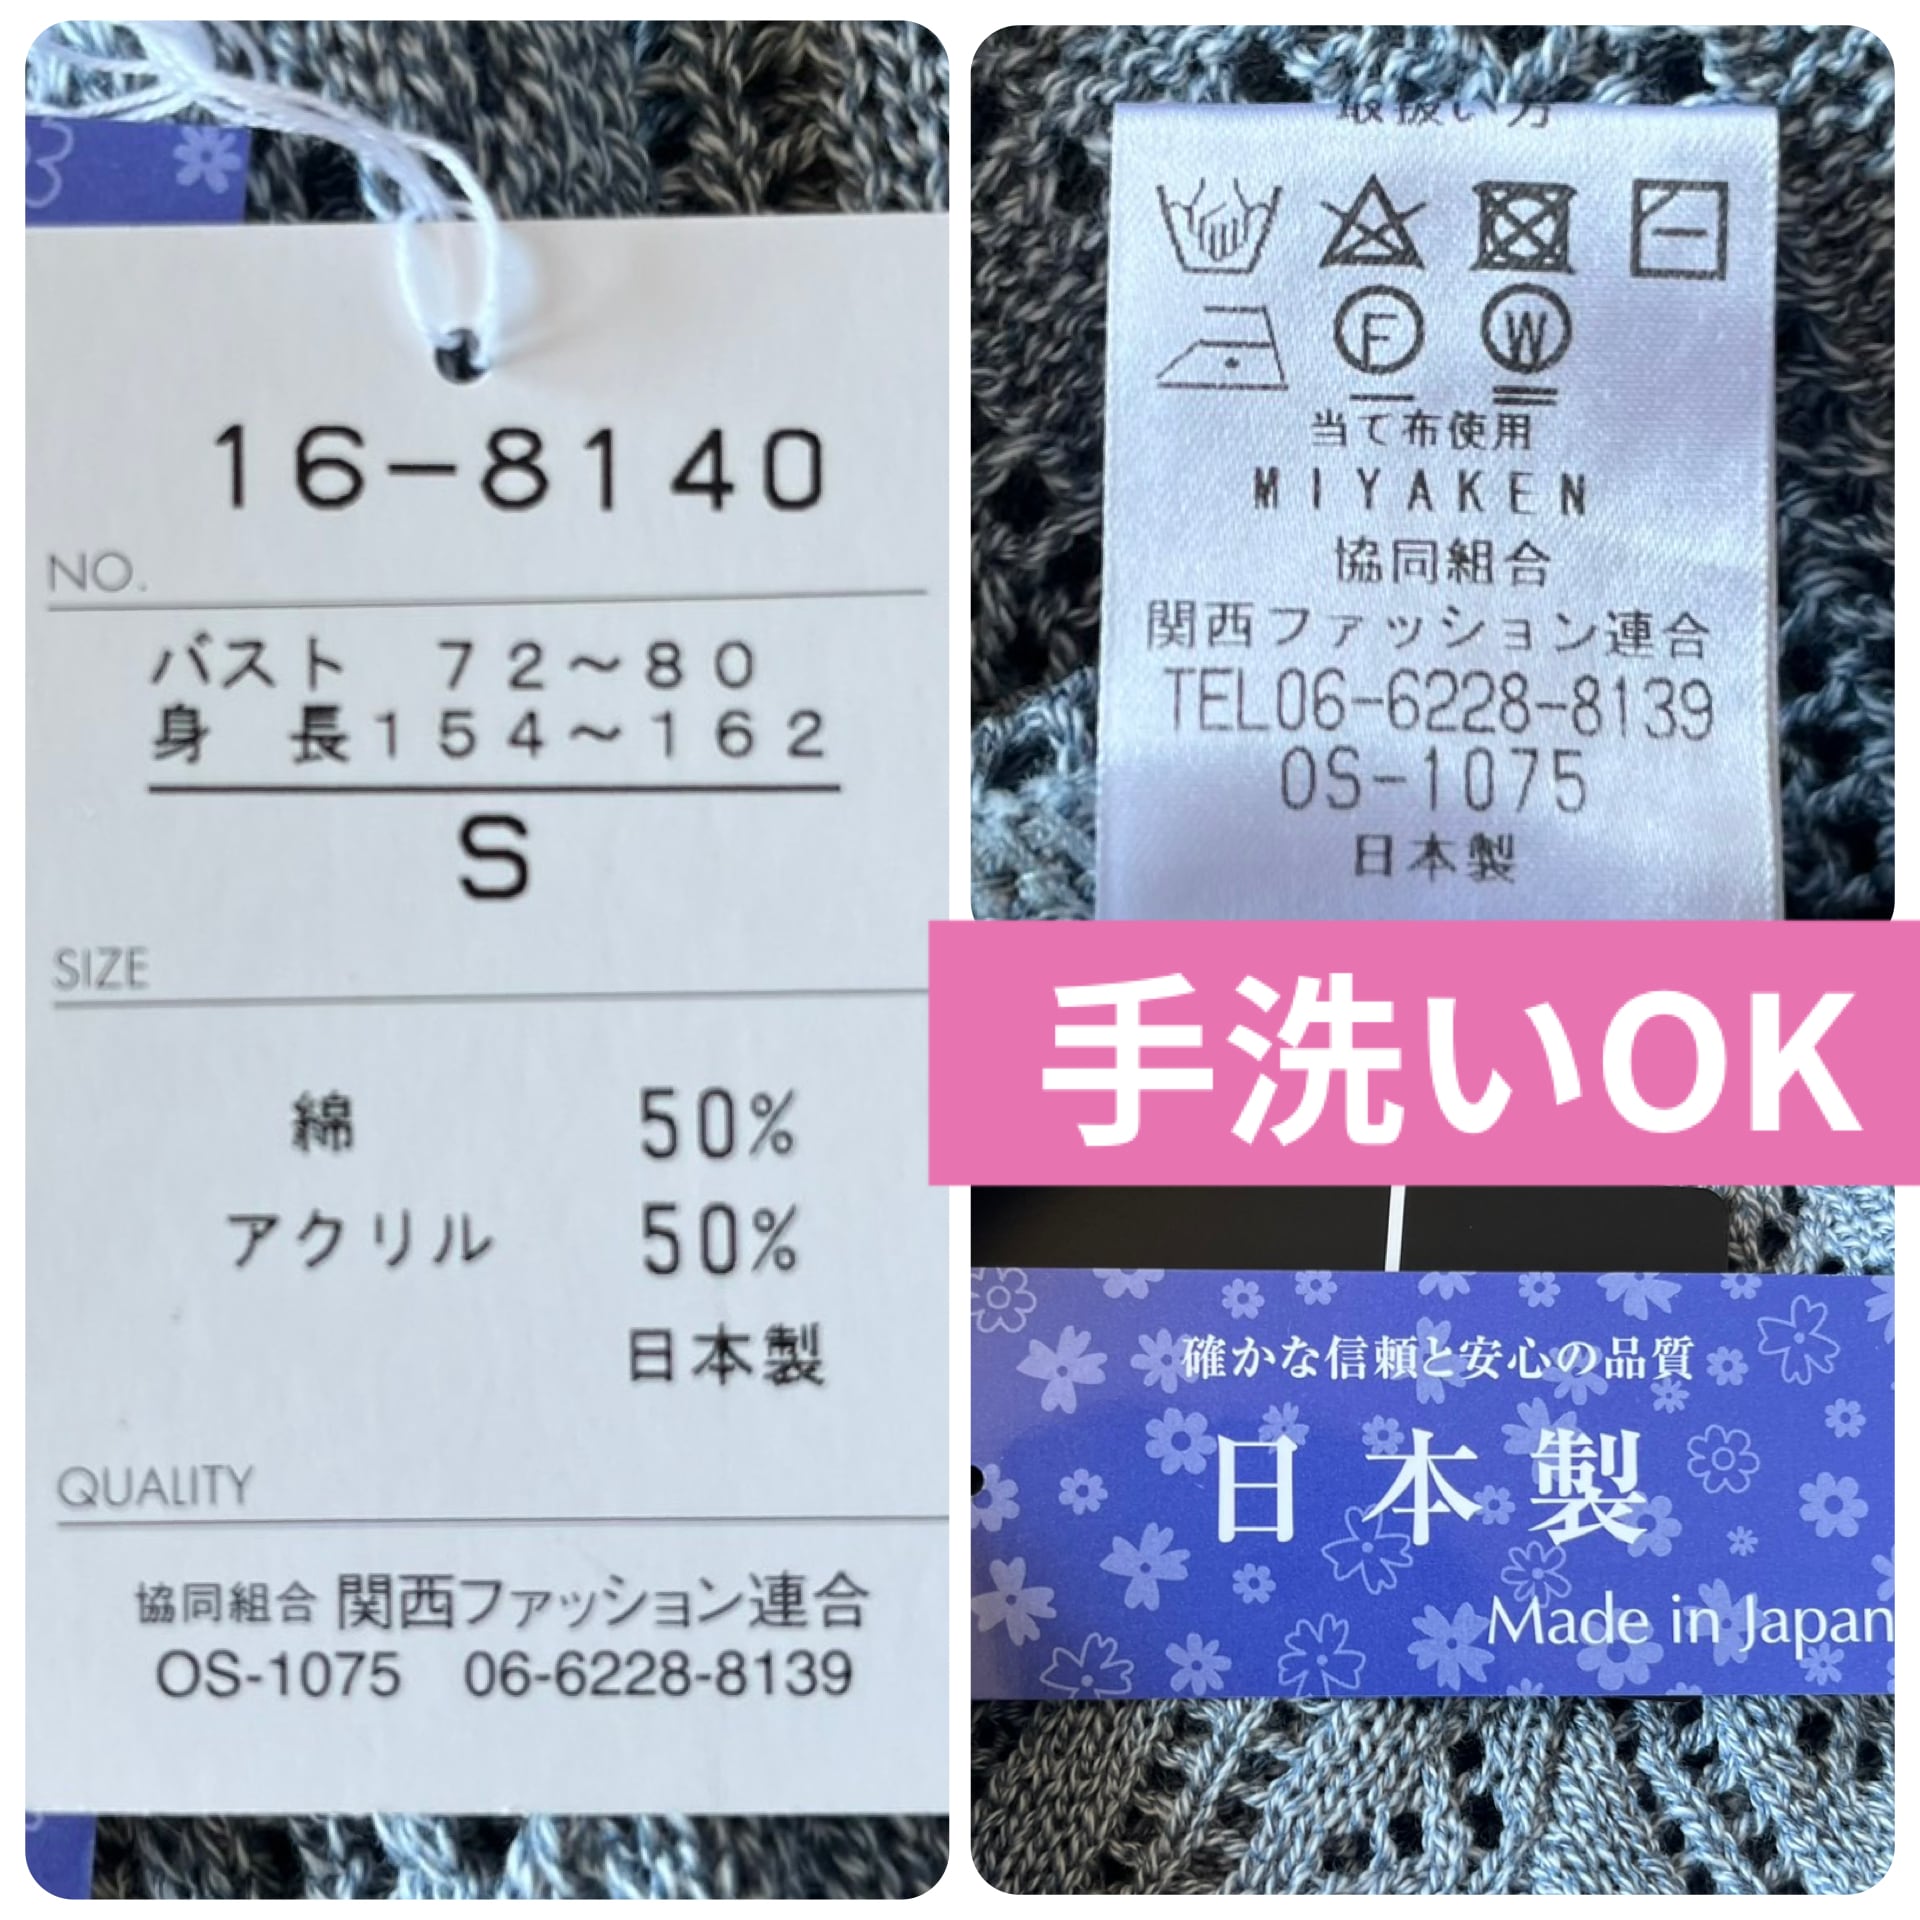 16-8140
NO.
バスト 72～80
身 長154～162
S
SIZE
綿 50%
アクリル 50%
日本製
QUALITY
協同組合 関西ファッション連合
OS-1075 06-6228-8139
取扱い方
F W
当て布使用
MIYAKEN
協同組合
関西ファッション連合
TEL06-6228-8139
OS-1075
日本製
手洗いOK
確かな信頼と安心の品質
日本製
Made in Japan